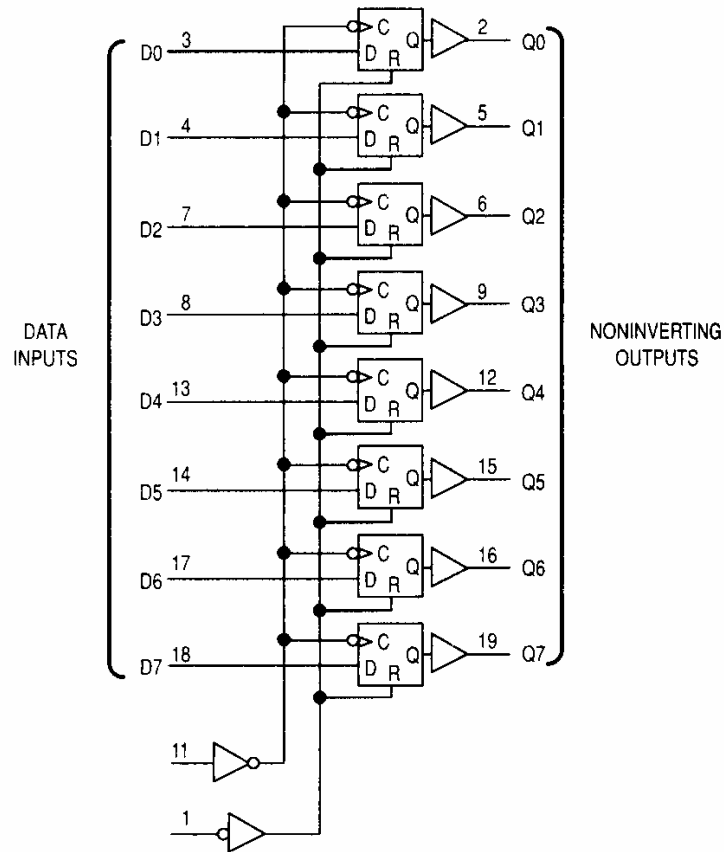 C
Q
2
Q0
D0
3
D
R
C
Q
5
Q1
D1
4
D
R
C
Q
6
Q2
D2
7
D
R
C
Q
9
Q3
D3
8
D
R
DATA
INPUTS
NONINVERTING
OUTPUTS
C
Q
12
Q4
D4
13
D
R
C
Q
15
Q5
D5
14
D
R
C
Q
16
Q6
D6
17
D
R
C
Q
19
Q7
D7
18
D
R
11
1